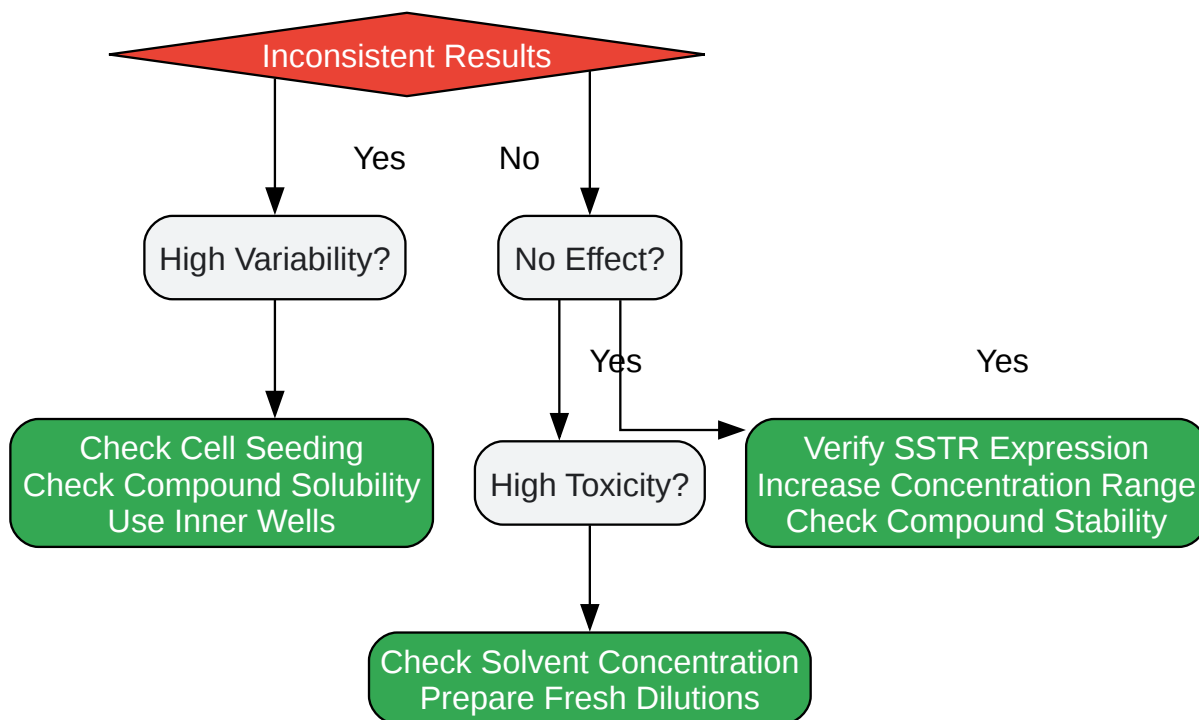 Inconsistent Results
Yes
No
High Variability?
No Effect?
Yes
Yes
Check Cell Seeding
Check Compound Solubility
Use Inner Wells
High Toxicity?
Verify SSTR Expression
Increase Concentration Range
Check Compound Stability
Check Solvent Concentration
Prepare Fresh Dilutions